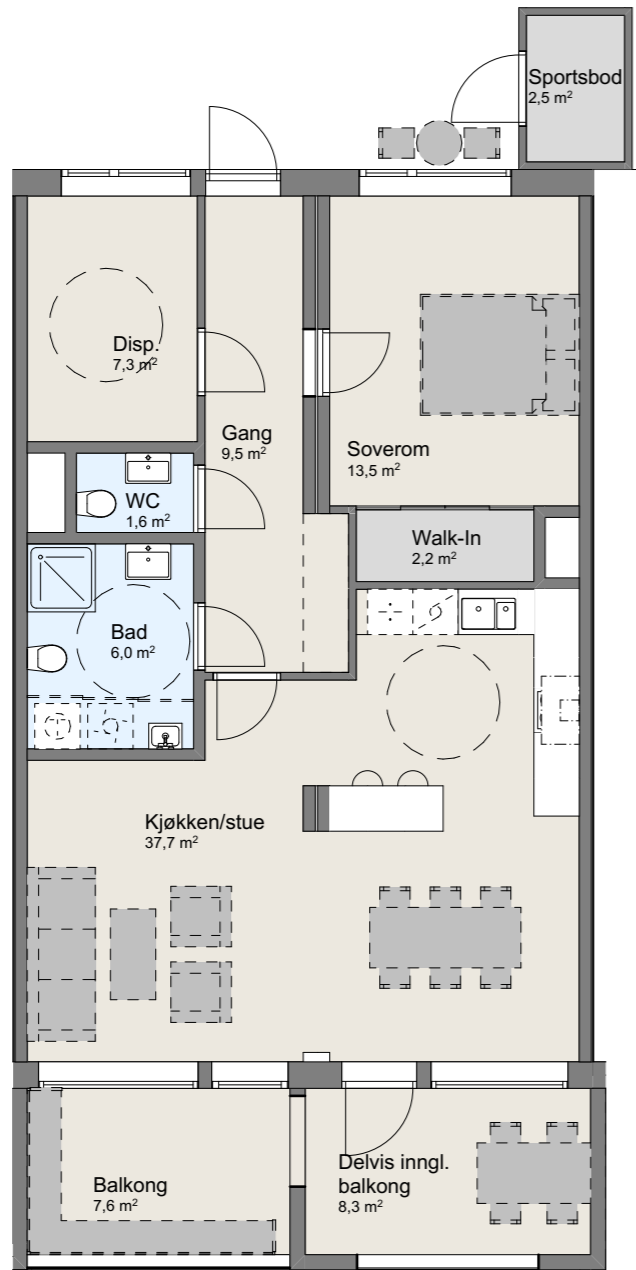 Sportsbod
2,5 m²
Disp.
7,3 m²
Gang
9,5 m²
Soverom
13,5 m²
WC
1,6 m²
Walk-In
2,2 m²
Bad
6,0 m²
Kjøkken/stue
37,7 m²
Balkong
7,6 m²
Delvis inngl.
balkong
8,3 m²